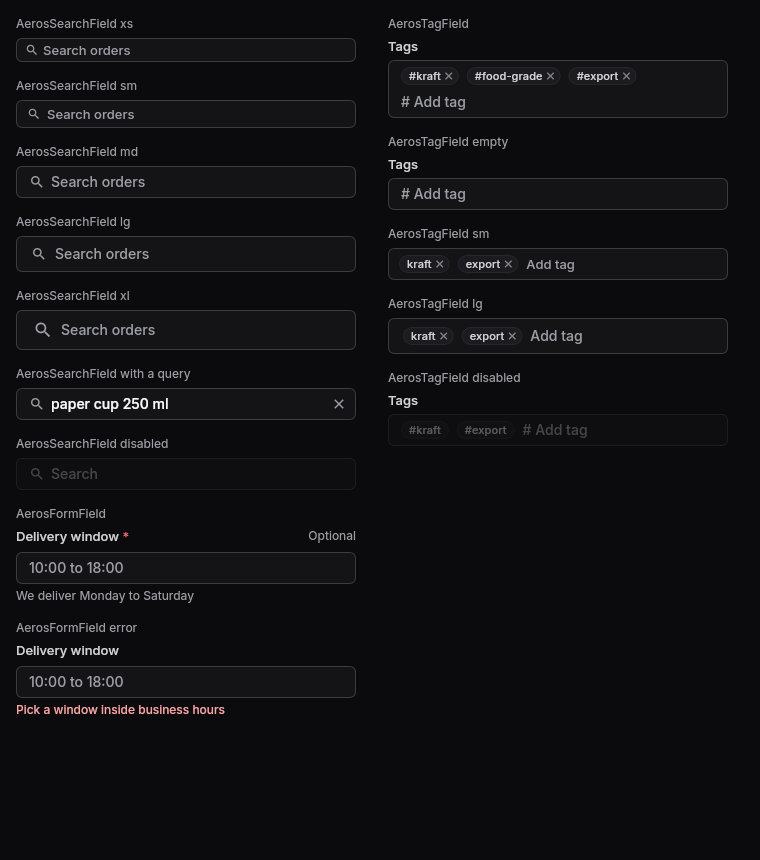 AerosSearchField xs
Search orders
AerosSearchField sm
Search orders
AerosSearchField md
Search orders
AerosSearchField lg
Search orders
AerosSearchField xl
Search orders
AerosSearchField with a query
paper cup 250 ml
AerosSearchField disabled
Search
AerosFormField
Delivery window * Optional
10:00 to 18:00
We deliver Monday to Saturday
AerosFormField error
Delivery window
10:00 to 18:00
Pick a window inside business hours
AerosTagField
Tags
#kraft #food-grade #export
# Add tag
AerosTagField empty
Tags
# Add tag
AerosTagField sm
kraft export Add tag
AerosTagField lg
kraft export Add tag
AerosTagField disabled
Tags
#kraft #export # Add tag